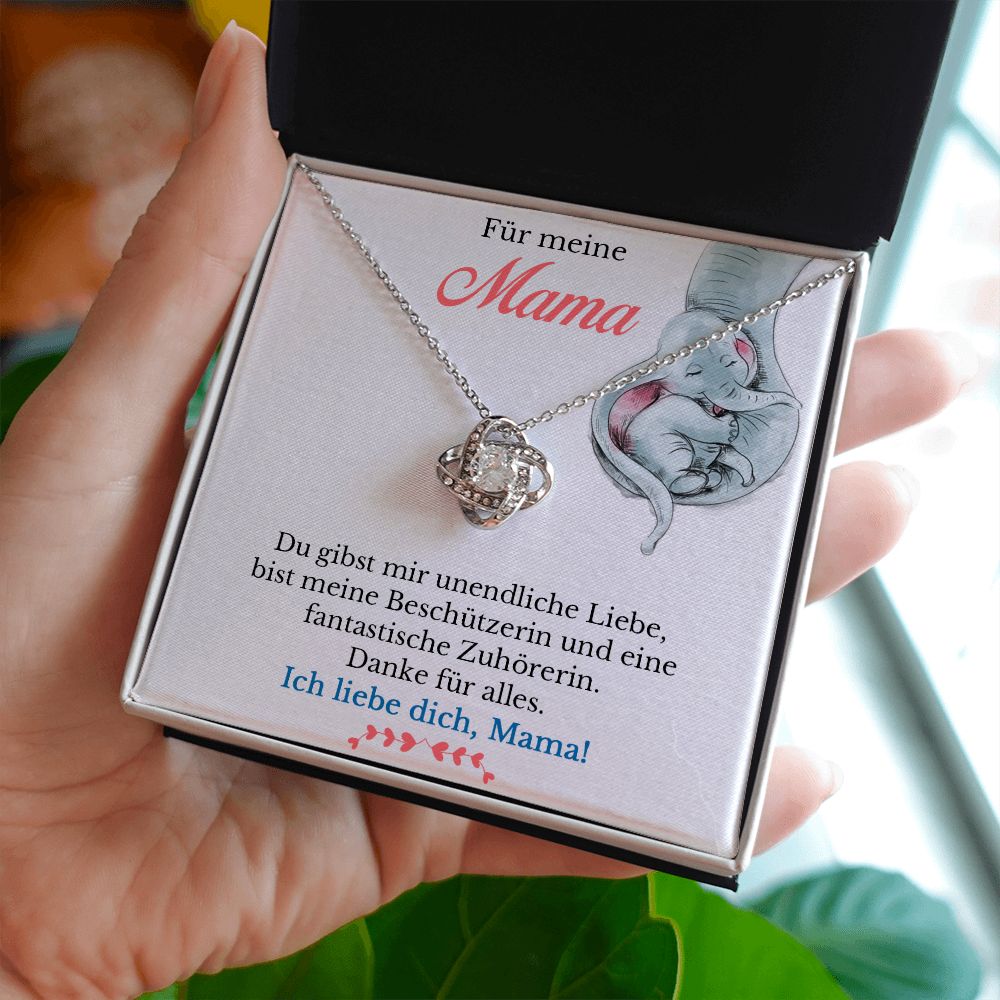 Für meine
Mama
Du gibst mir unendliche Liebe,
bist meine Beschützerin und eine
fantastische Zuhörerin.
Danke für alles.
Ich liebe dich, Mama!